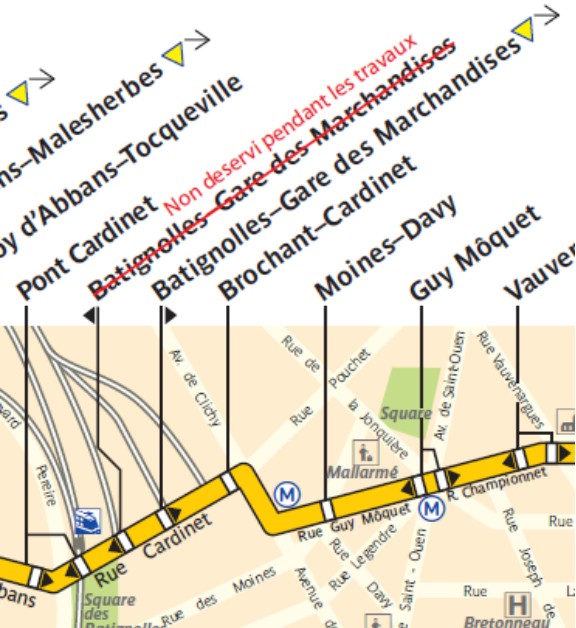 ns–Malesherbes
oy d'Abbans–Tocqueville
Pont Cardinet
Non deservi pendant les travaux
Batignolles–Gare des Marchandises
Batignolles–Gare des Marchandises
Brochant–Cardinet
Moines–Davy
Guy Môquet
Vauven
Av. de Clichy
Rue de
la Jonquière
Rue Pouchet
Square
Av. de Saint-Ouen
Rue Vauvenargues
Mallarmé
Pereire
M
M
R. Championnet
Rue Guy Môquet
Rue Cardinet
Rue
Rue
Davy
Rue Legendre
Saint - Ouen
Rue Joseph de
Rue
bans
Square
des
Batignolles
Rue des Moines
Avenue
H
Bretonneau